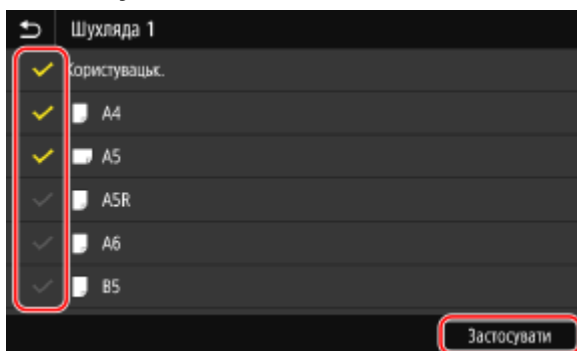 Шухляда 1
Користувацьк.
A4
A5
A5R
A6
B5
Застосувати